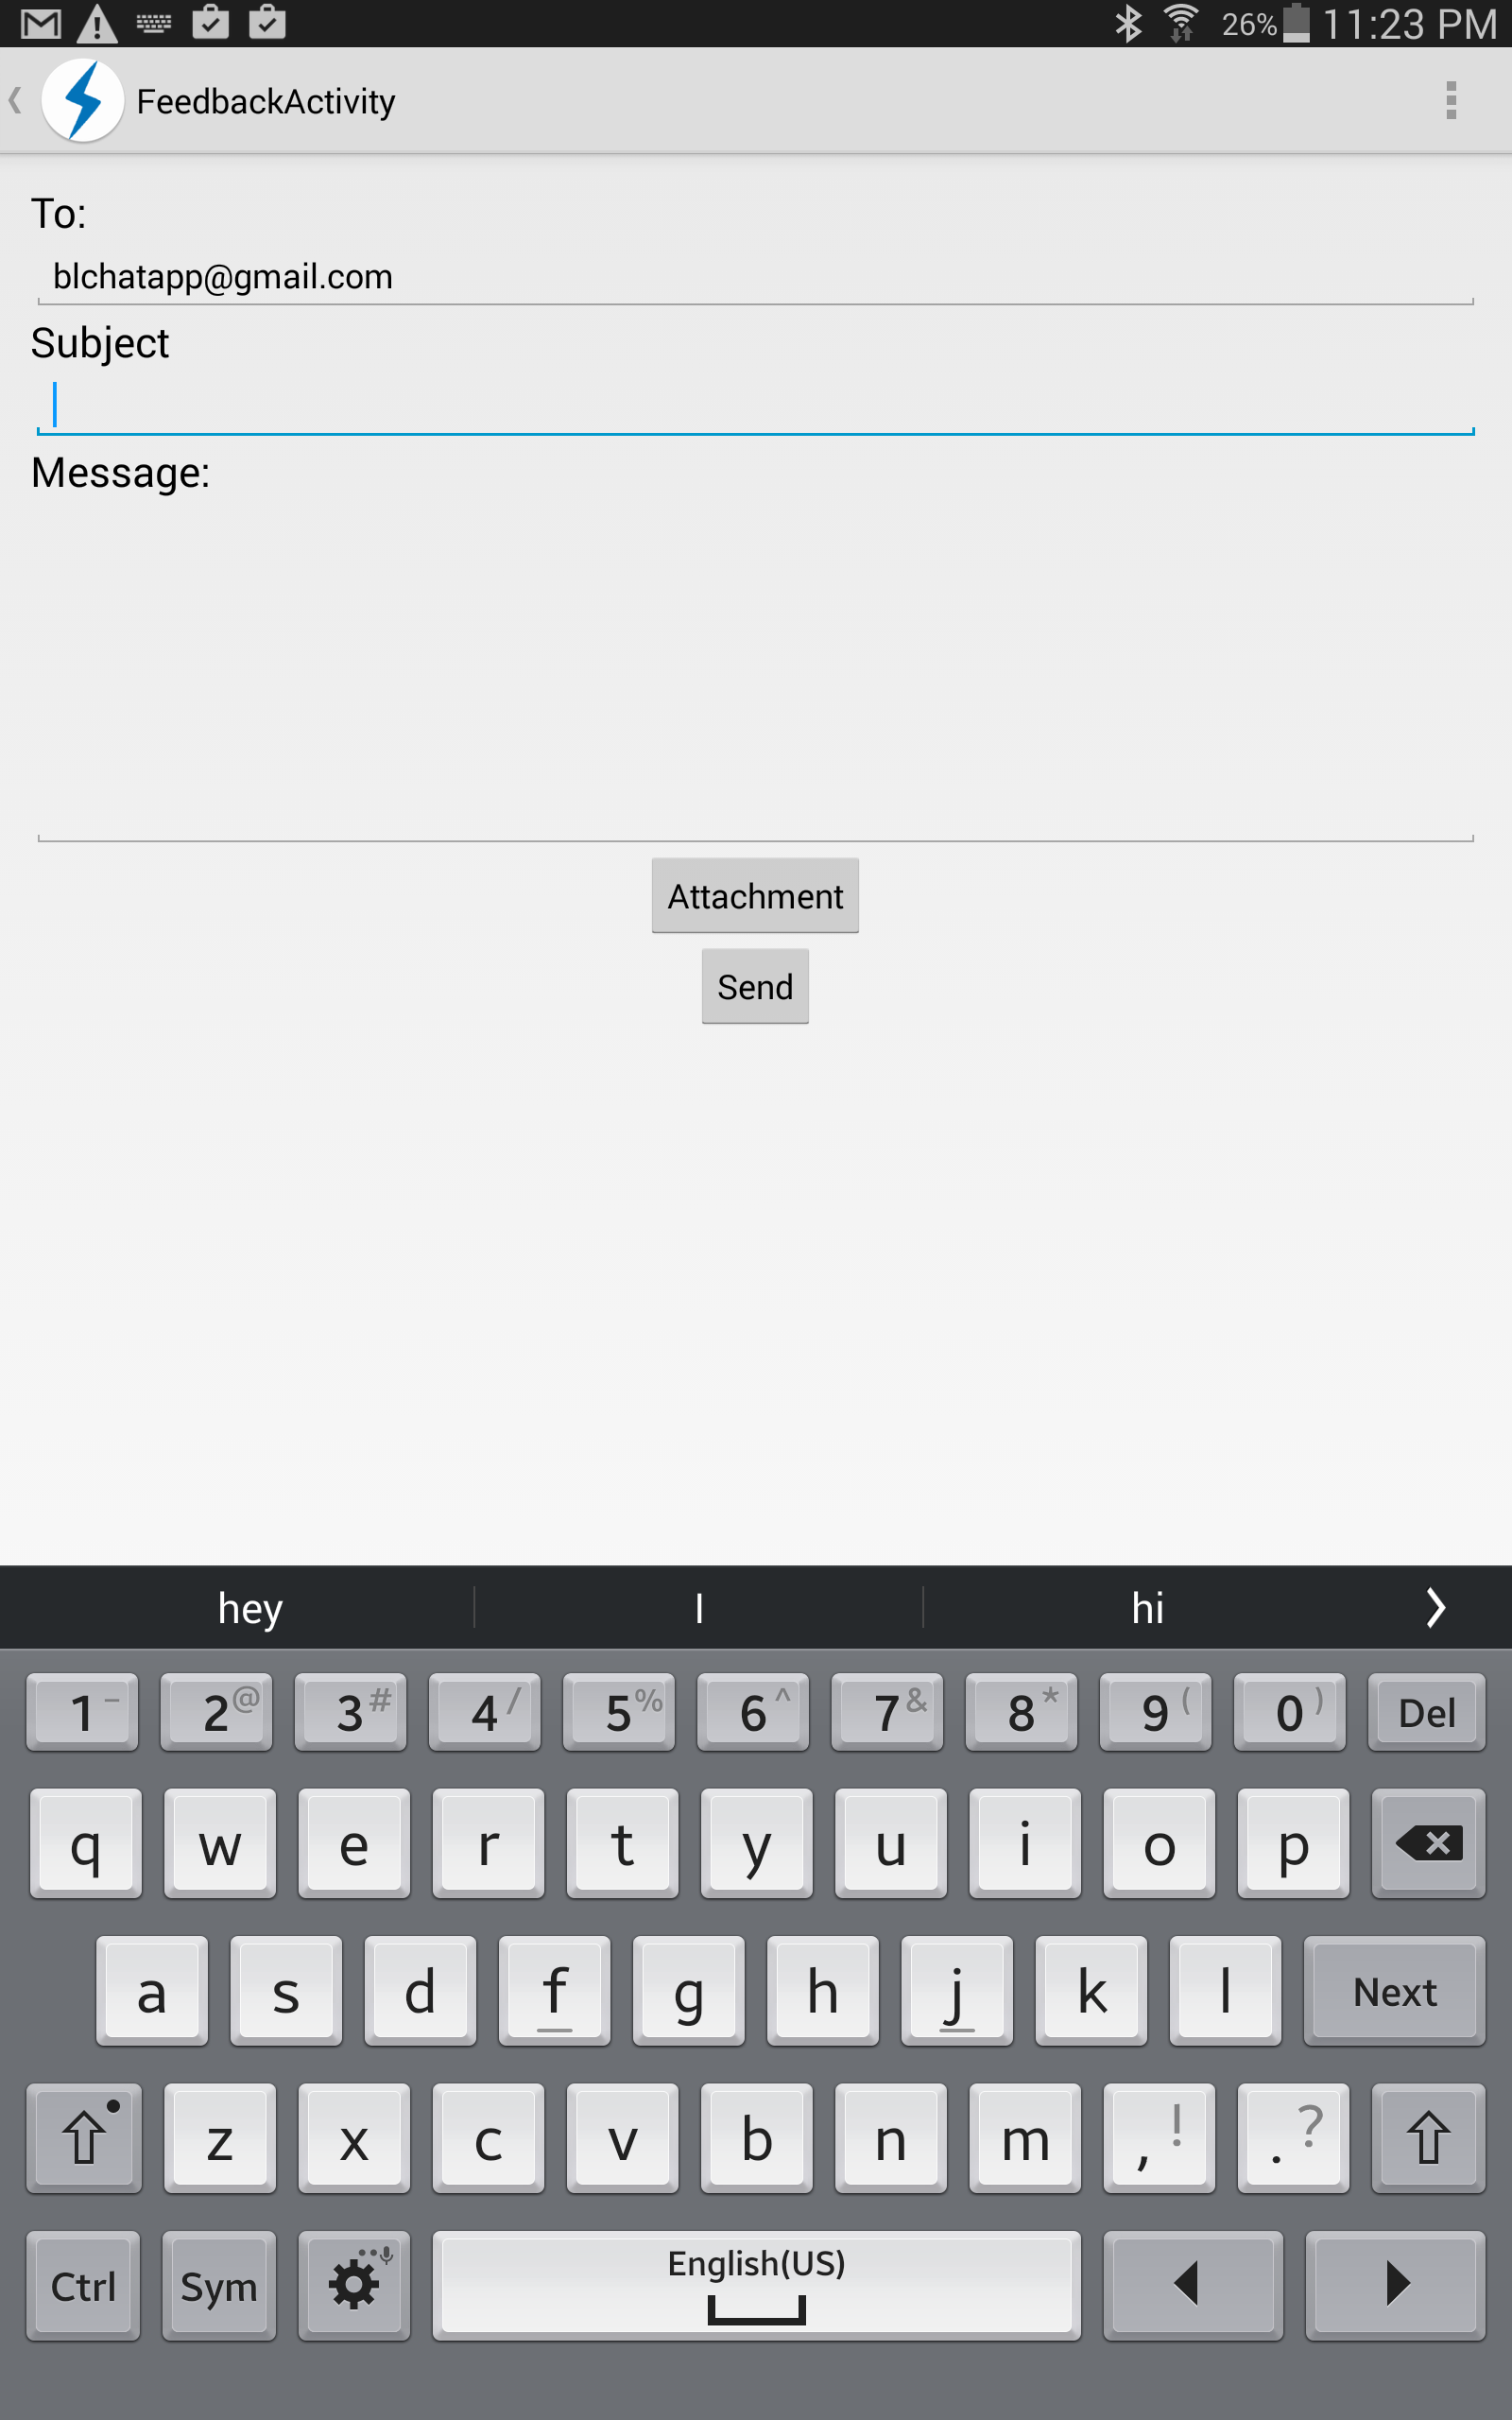 26% 11:23 PM
FeedbackActivity
To:
blchatapp@gmail.com
Subject
Message:
Attachment
Send
hey I hi
1 – 2 @ 3 # 4 / 5 % 6 ^ 7 & 8 * 9 ( 0 ) Del
q w e r t y u i o p
a s d f g h j k l Next
z x c v b n m , ! . ?
Ctrl Sym English(US)